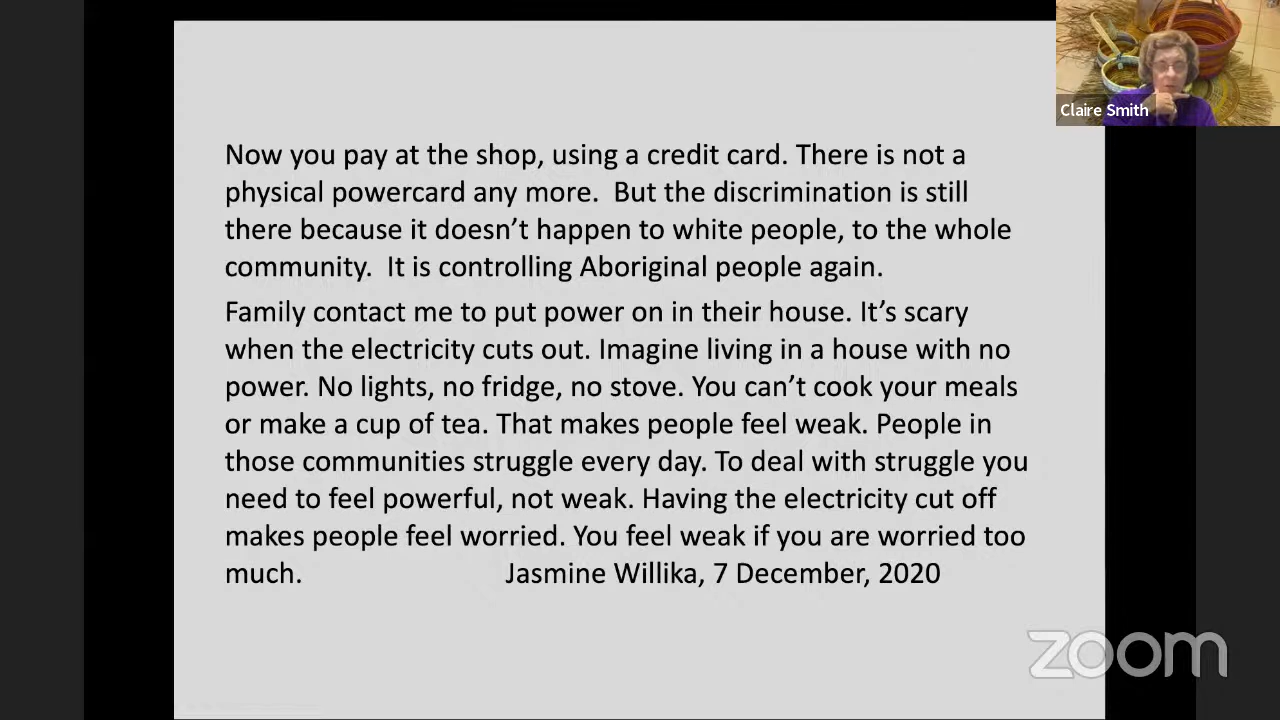 Claire Smith
Now you pay at the shop, using a credit card. There is not a
physical powercard any more.  But the discrimination is still
there because it doesn’t happen to white people, to the whole
community.  It is controlling Aboriginal people again.
Family contact me to put power on in their house. It’s scary
when the electricity cuts out. Imagine living in a house with no
power. No lights, no fridge, no stove. You can’t cook your meals
or make a cup of tea. That makes people feel weak. People in
those communities struggle every day. To deal with struggle you
need to feel powerful, not weak. Having the electricity cut off
makes people feel worried. You feel weak if you are worried too
much. Jasmine Willika, 7 December, 2020
zoom